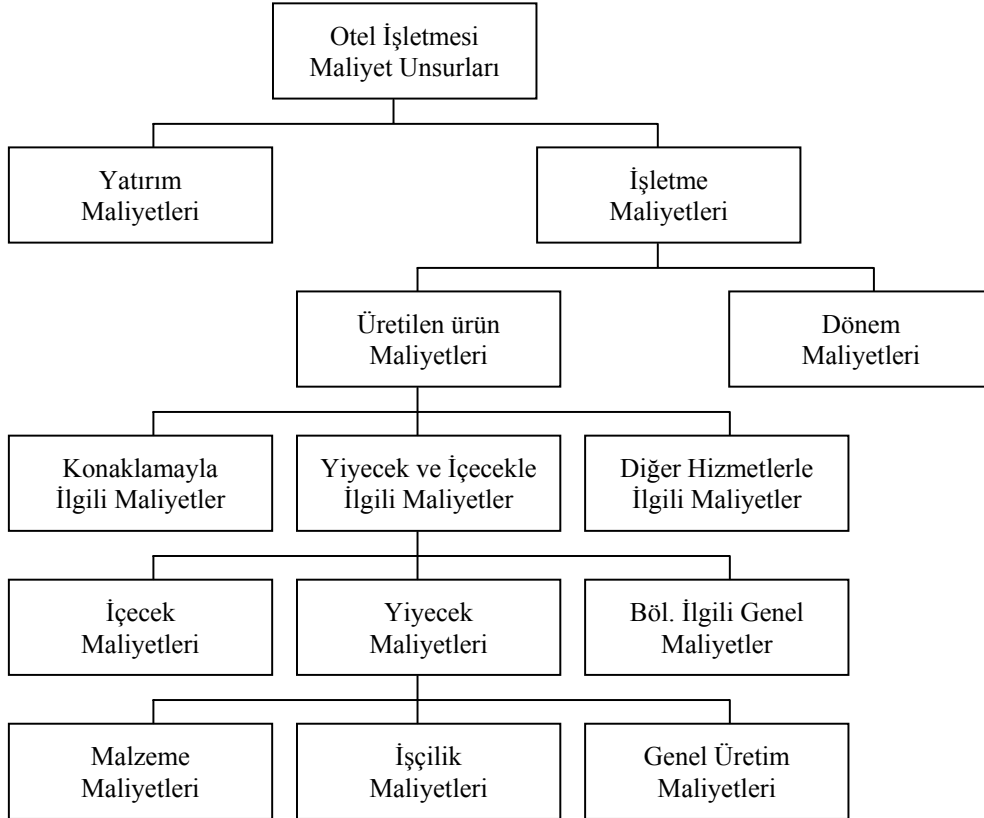 Otel İşletmesi
Maliyet Unsurları
Yatırım
Maliyetleri
İşletme
Maliyetleri
Üretilen ürün
Maliyetleri
Dönem
Maliyetleri
Konaklamayla
İlgili Maliyetler
Yiyecek ve İçecekle
İlgili Maliyetler
Diğer Hizmetlerle
İlgili Maliyetler
İçecek
Maliyetleri
Yiyecek
Maliyetleri
Böl. İlgili Genel
Maliyetler
Malzeme
Maliyetleri
İşçilik
Maliyetleri
Genel Üretim
Maliyetleri